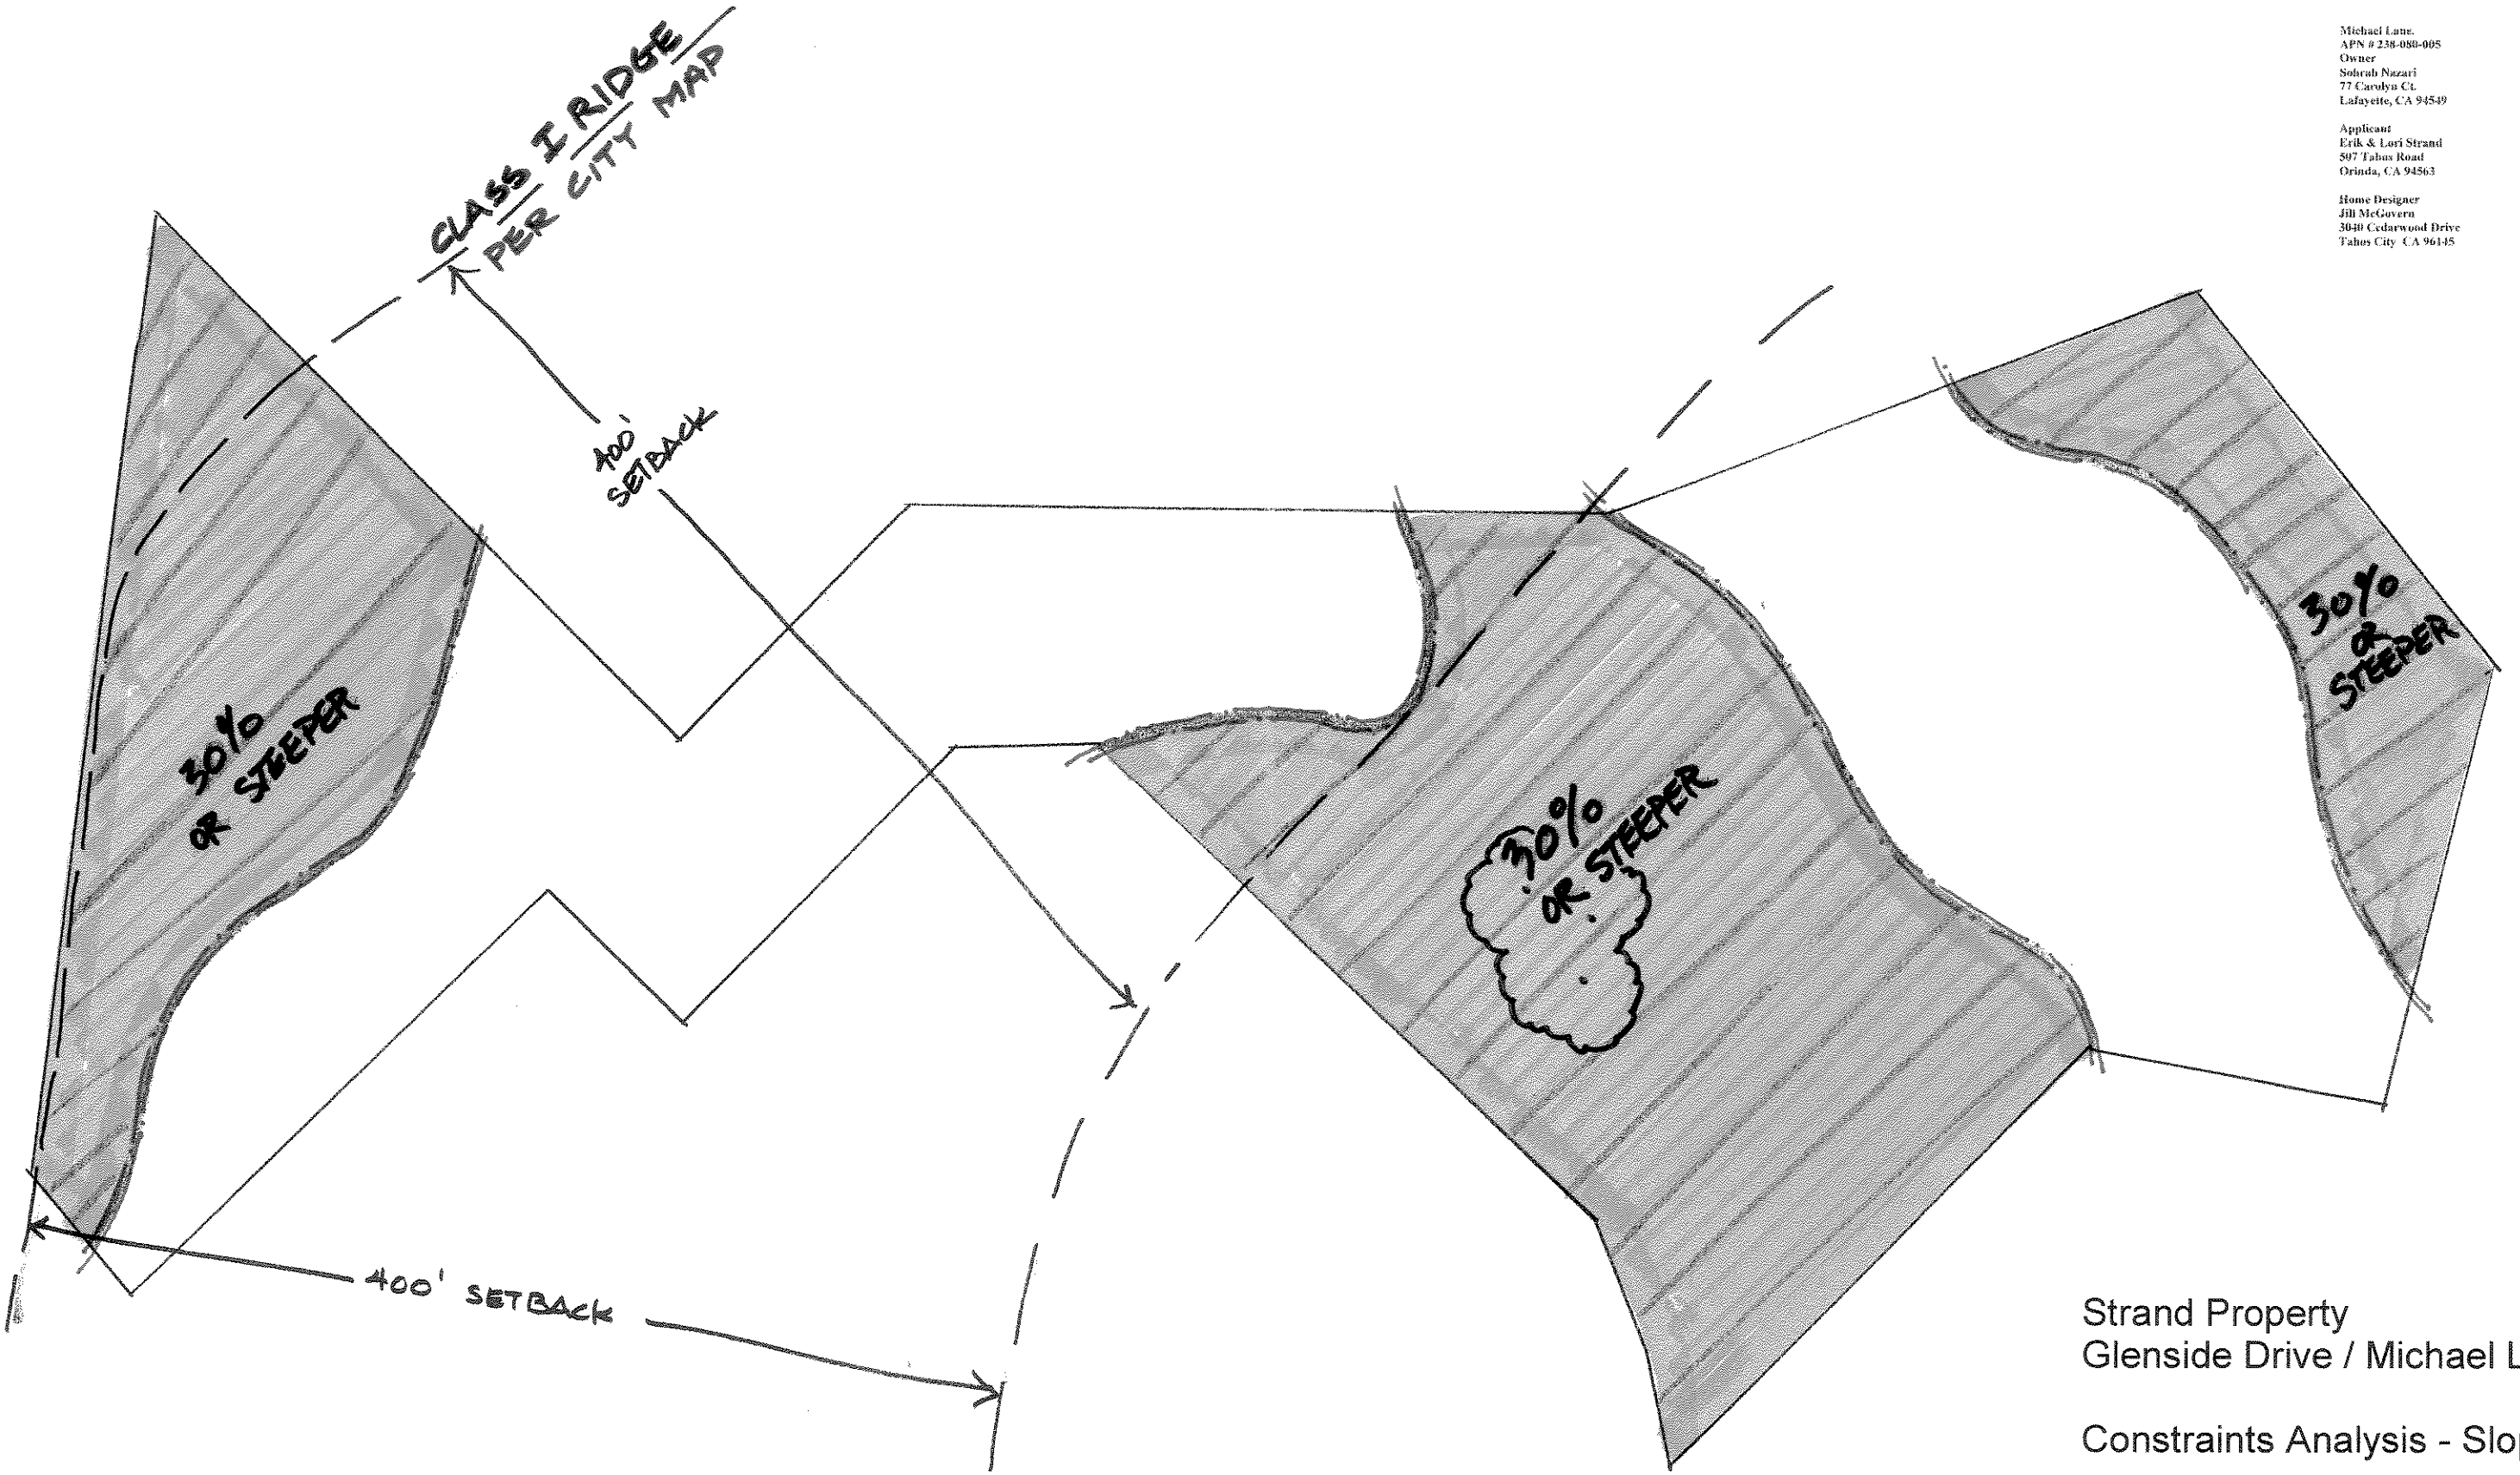 Michael Lane.
APN # 238-080-005
Owner
Sohrab Nazari
77 Carolyn Ct.
Lafayette, CA 94549
Applicant
Erik & Lori Strand
507 Tahos Road
Orinda, CA 94563
Home Designer
Jill McGovern
3040 Cedarwood Drive
Tahos City CA 96145
CLASS I RIDGE
PER CITY MAP
400'
SETBACK
30%
OR STEEPER
30%
OR STEEPER
30%
OR
STEEPER
400' SETBACK
Strand Property
Glenside Drive / Michael L
Constraints Analysis - Slo